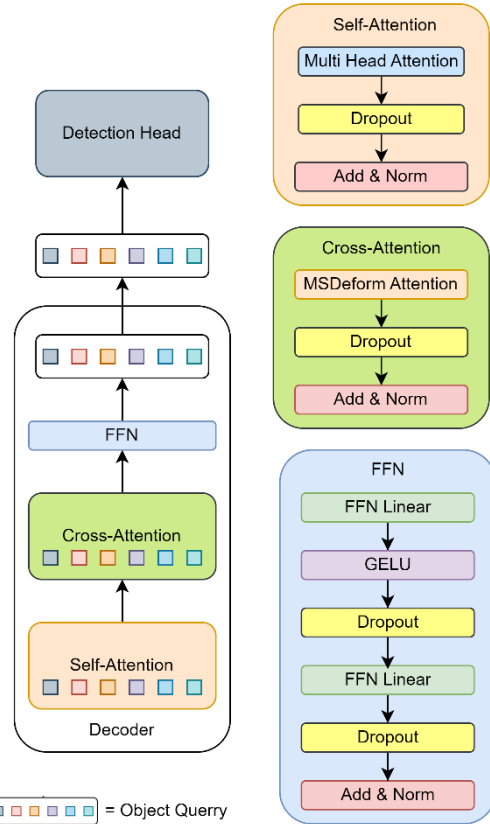 Detection Head
FFN
Cross-Attention
Self-Attention
Decoder
= Object Querry
Self-Attention
Multi Head Attention
Dropout
Add & Norm
Cross-Attention
MSDeform Attention
Dropout
Add & Norm
FFN
FFN Linear
GELU
Dropout
FFN Linear
Dropout
Add & Norm